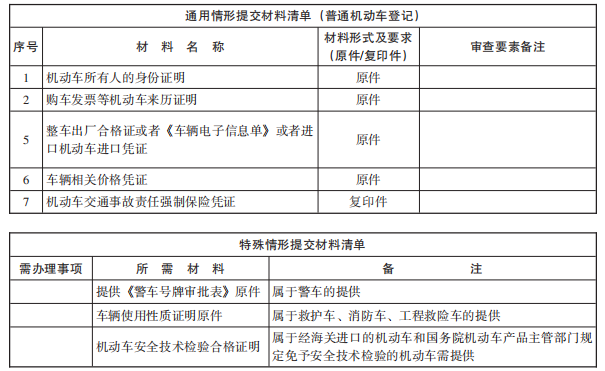 通用情形提交材料清单（普通机动车登记）
序号 材 料 名 称 材料形式及要求（原件/复印件） 审查要素备注
1 机动车所有人的身份证明 原件
2 购车发票等机动车来历证明 原件
5 整车出厂合格证或者《车辆电子信息单》或者进口机动车进口凭证 原件
6 车辆相关价格凭证 原件
7 机动车交通事故责任强制保险凭证 复印件
特殊情形提交材料清单
需办理事项 所 需 材 料 备 注
提供《警车号牌审批表》原件 属于警车的提供
车辆使用性质证明原件 属于救护车、消防车、工程救险车的提供
机动车安全技术检验合格证明 属于经海关进口的机动车和国务院机动车产品主管部门规定免予安全技术检验的机动车需提供